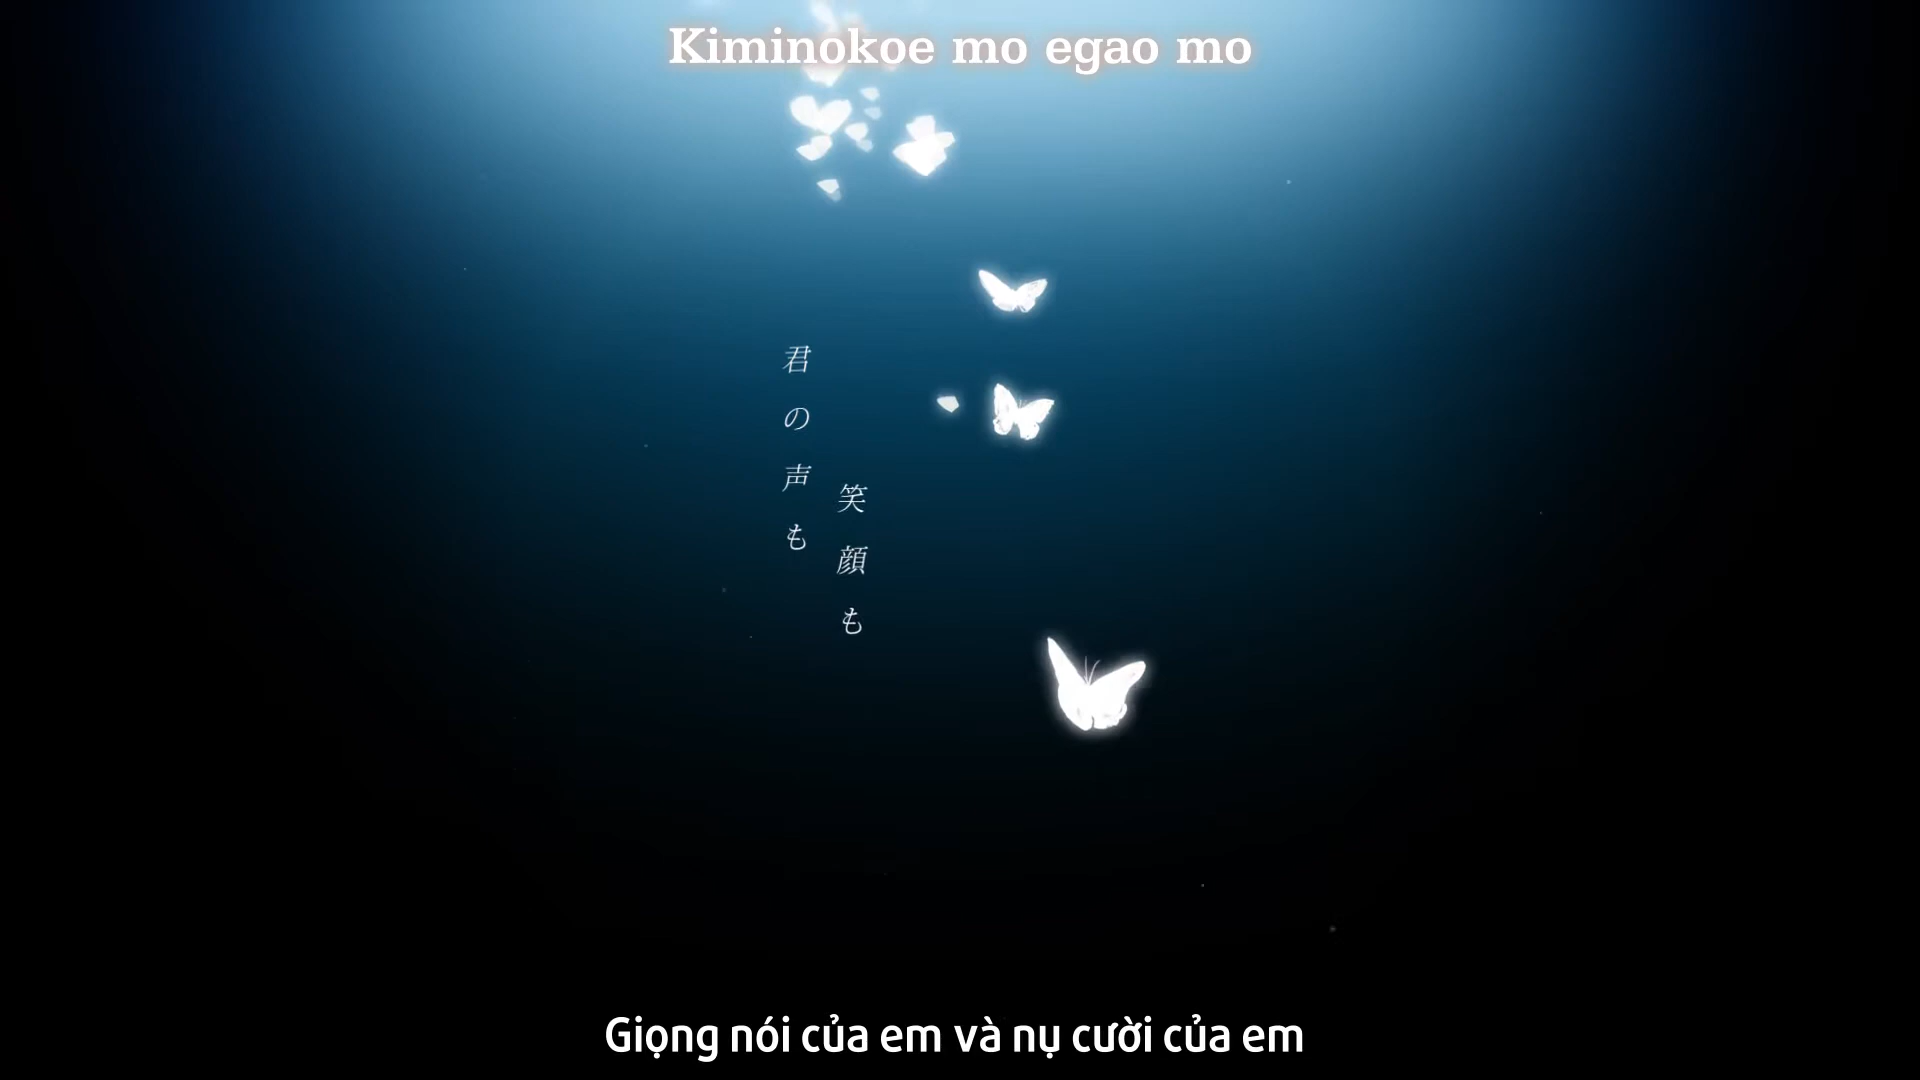 Kiminokoe mo egao mo
君の声も
笑顔も
Giọng nói của em và nụ cười của em